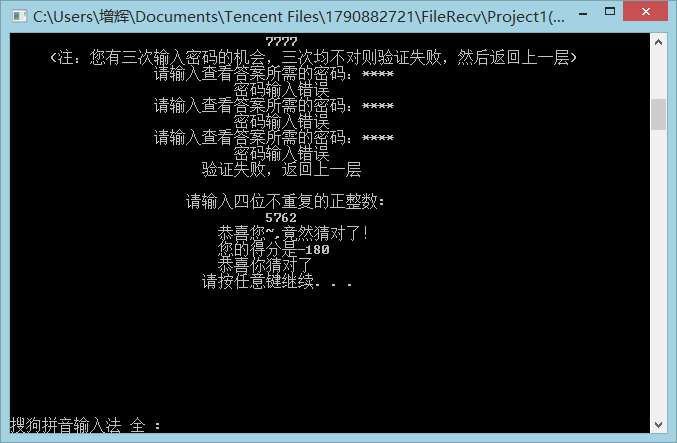 C:\Users\增辉\Documents\Tencent Files\1790882721\FileRecv\Project1(...
7777
(注：您有三次输入密码的机会，三次均不对则验证失败，然后返回上一层)
请输入查看答案所需的密码：****
密码输入错误
请输入查看答案所需的密码：****
密码输入错误
请输入查看答案所需的密码：****
密码输入错误
验证失败，返回上一层
请输入四位不重复的正整数：
5762
恭喜您~,竟然猜对了!
您的得分是-180
恭喜你猜对了
请按任意键继续. . .
搜狗拼音输入法 全 :